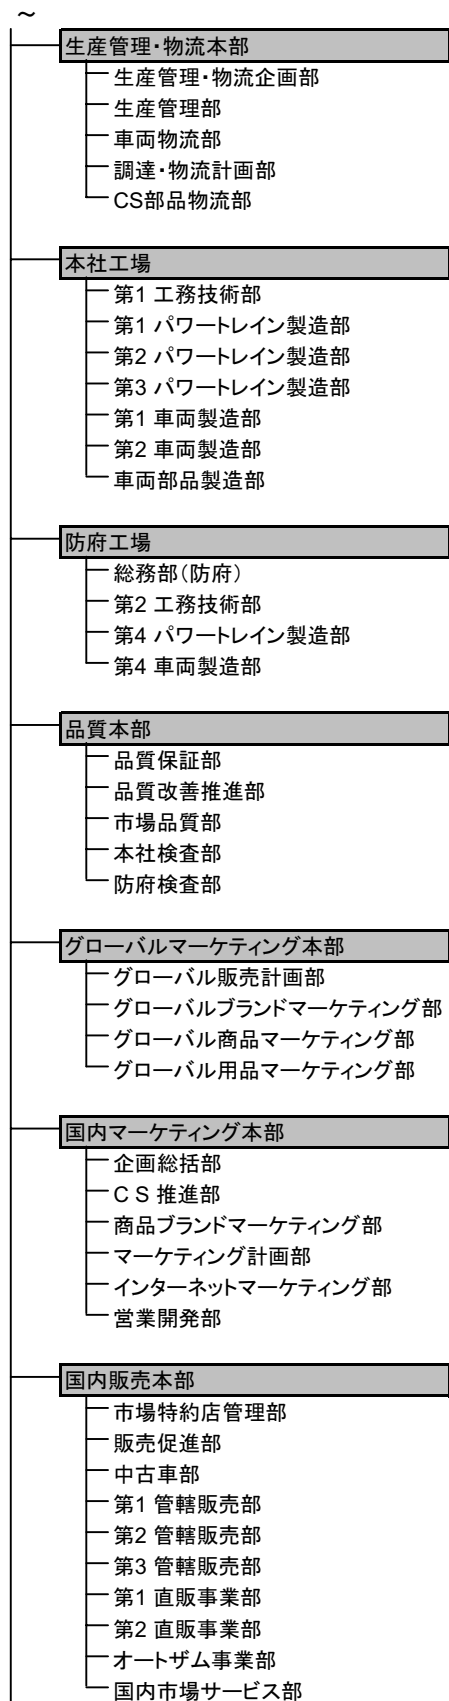 ～
生産管理・物流本部
生産管理・物流企画部
生産管理部
車両物流部
調達・物流計画部
CS部品物流部
本社工場
第1 工務技術部
第1 パワートレイン製造部
第2 パワートレイン製造部
第3 パワートレイン製造部
第1 車両製造部
第2 車両製造部
車両部品製造部
防府工場
総務部（防府）
第2 工務技術部
第4 パワートレイン製造部
第4 車両製造部
品質本部
品質保証部
品質改善推進部
市場品質部
本社検査部
防府検査部
グローバルマーケティング本部
グローバル販売計画部
グローバルブランドマーケティング部
グローバル商品マーケティング部
グローバル用品マーケティング部
国内マーケティング本部
企画総括部
ＣＳ推進部
商品ブランドマーケティング部
マーケティング計画部
インターネットマーケティング部
営業開発部
国内販売本部
市場特約店管理部
販売促進部
中古車部
第1 管轄販売部
第2 管轄販売部
第3 管轄販売部
第1 直販事業部
第2 直販事業部
オートザム事業部
国内市場サービス部